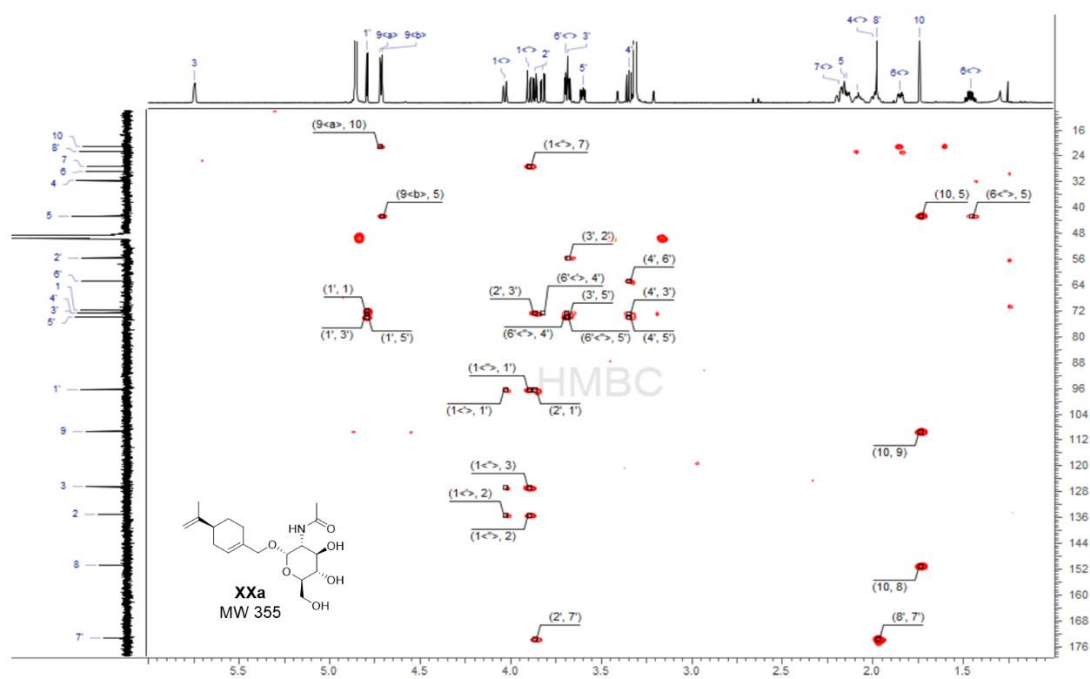 1' 9<a> 9<b> 6'<> 3' 4<> 8' 10
3 1<> 1<> 2' 5' 4' 7<> 5 6<> 6<>
10
8'
7
6
4
5
2'
6'
1
4'
3'
5'
1'
9
3
2
8
7'
(9<a>, 10)
(1<">, 7)
(9<b>, 5)
(10, 5) (6<">, 5)
(3', 2')
(4', 6')
(6'<'>, 4')
(1', 1) (2', 3') (3', 5') (4', 3')
(1', 3') (1', 5') (6'<">, 4') (6'<">, 5') (4', 5')
(1<">, 1')
HMBC
(1<'>, 1') (2', 1')
(10, 9)
(1<">, 3)
(1<'>, 2)
(1<">, 2)
(10, 8)
(2', 7') (8', 7')
HN
O
O
OH
O
OH
OH
XXa
MW 355
16
24
32
40
48
56
64
72
80
88
96
104
112
120
128
136
144
152
160
168
176
5.5 5.0 4.5 4.0 3.5 3.0 2.5 2.0 1.5